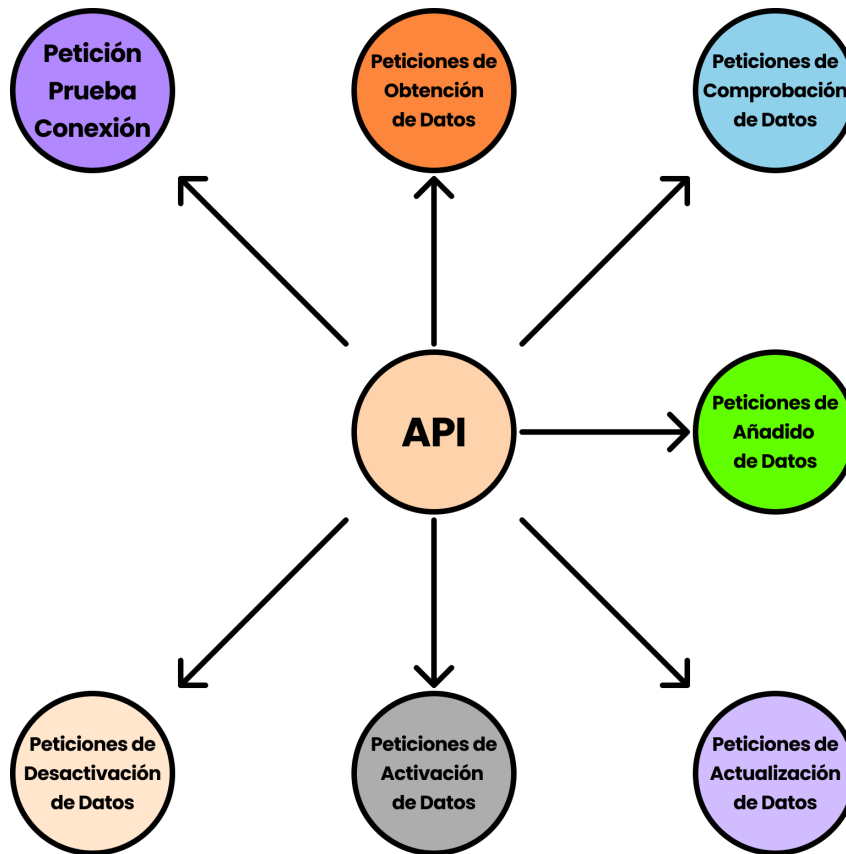 Petición
Prueba
Conexión
Peticiones de
Obtención
de Datos
Peticiones de
Comprobación
de Datos
API
Peticiones de
Añadido
de Datos
Peticiones de
Desactivación
de Datos
Peticiones de
Activación
de Datos
Peticiones de
Actualización
de Datos